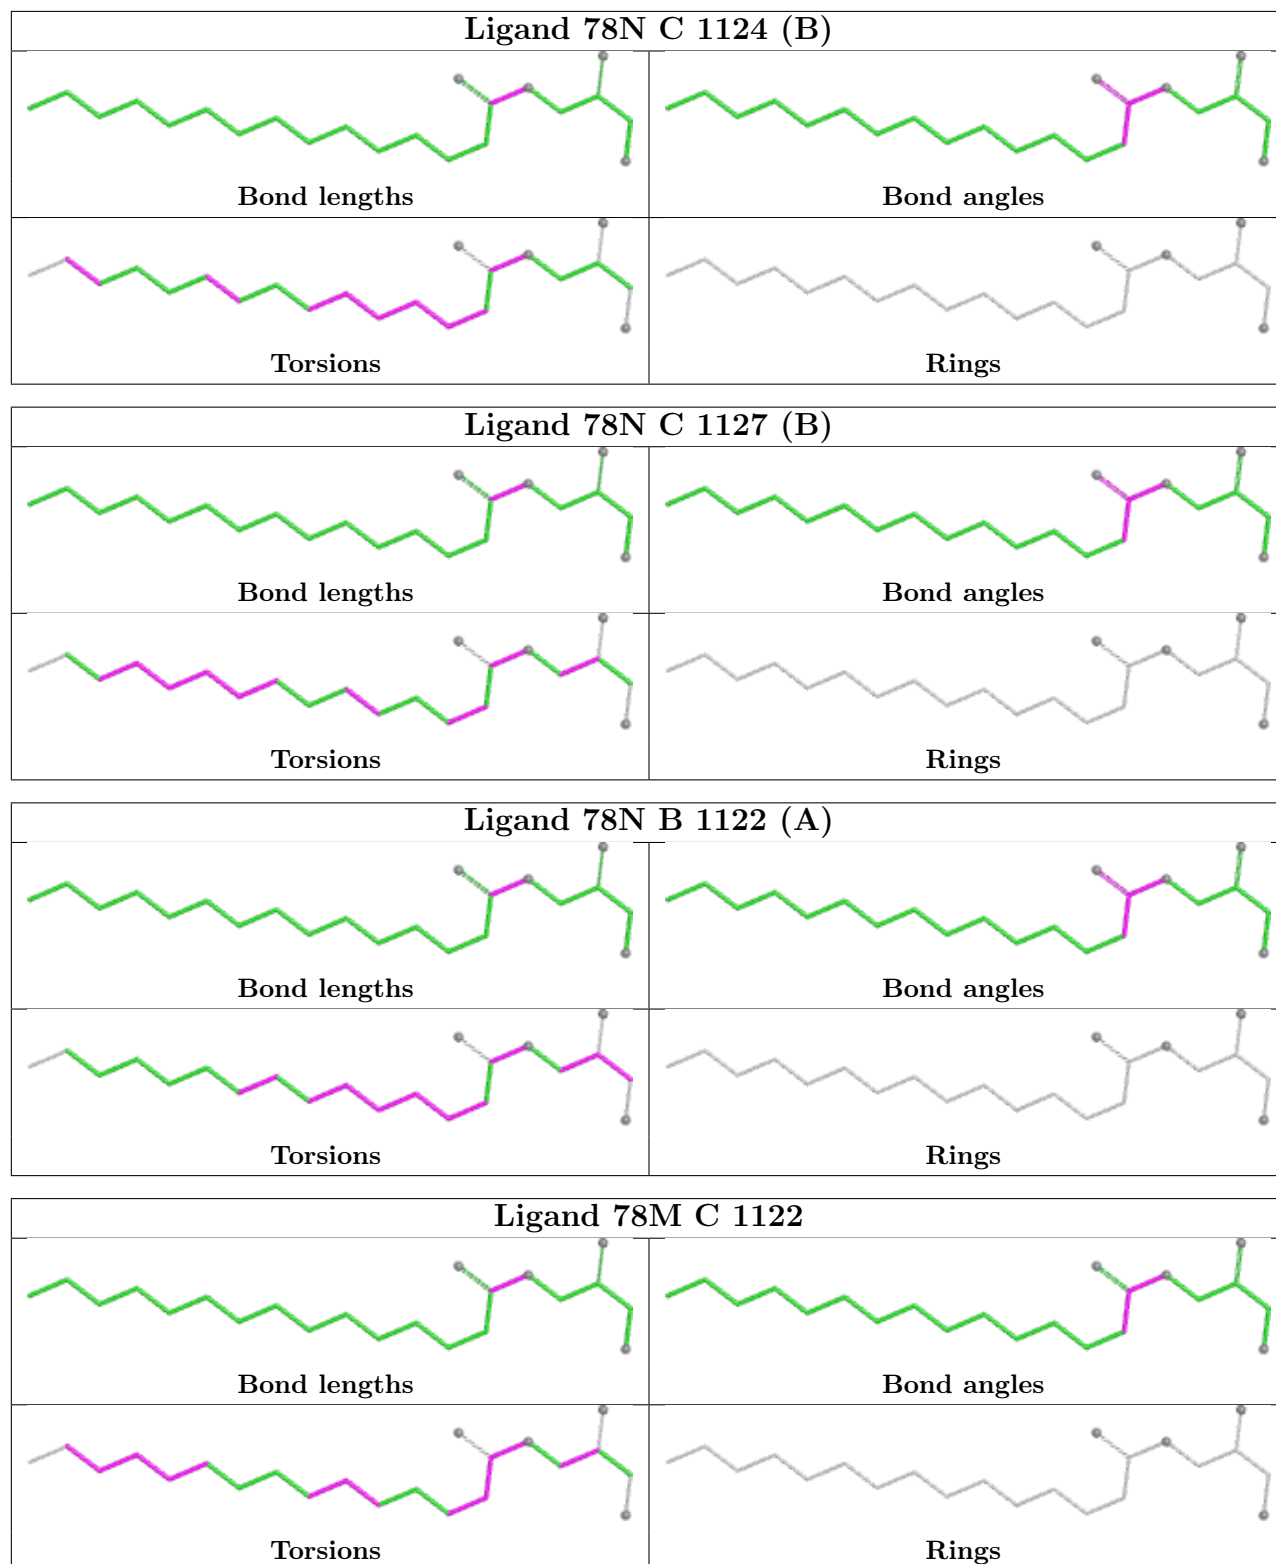 Ligand 78N C 1124 (B)
Bond lengths
Bond angles
Torsions
Rings
Ligand 78N C 1127 (B)
Bond lengths
Bond angles
Torsions
Rings
Ligand 78N B 1122 (A)
Bond lengths
Bond angles
Torsions
Rings
Ligand 78M C 1122
Bond lengths
Bond angles
Torsions
Rings